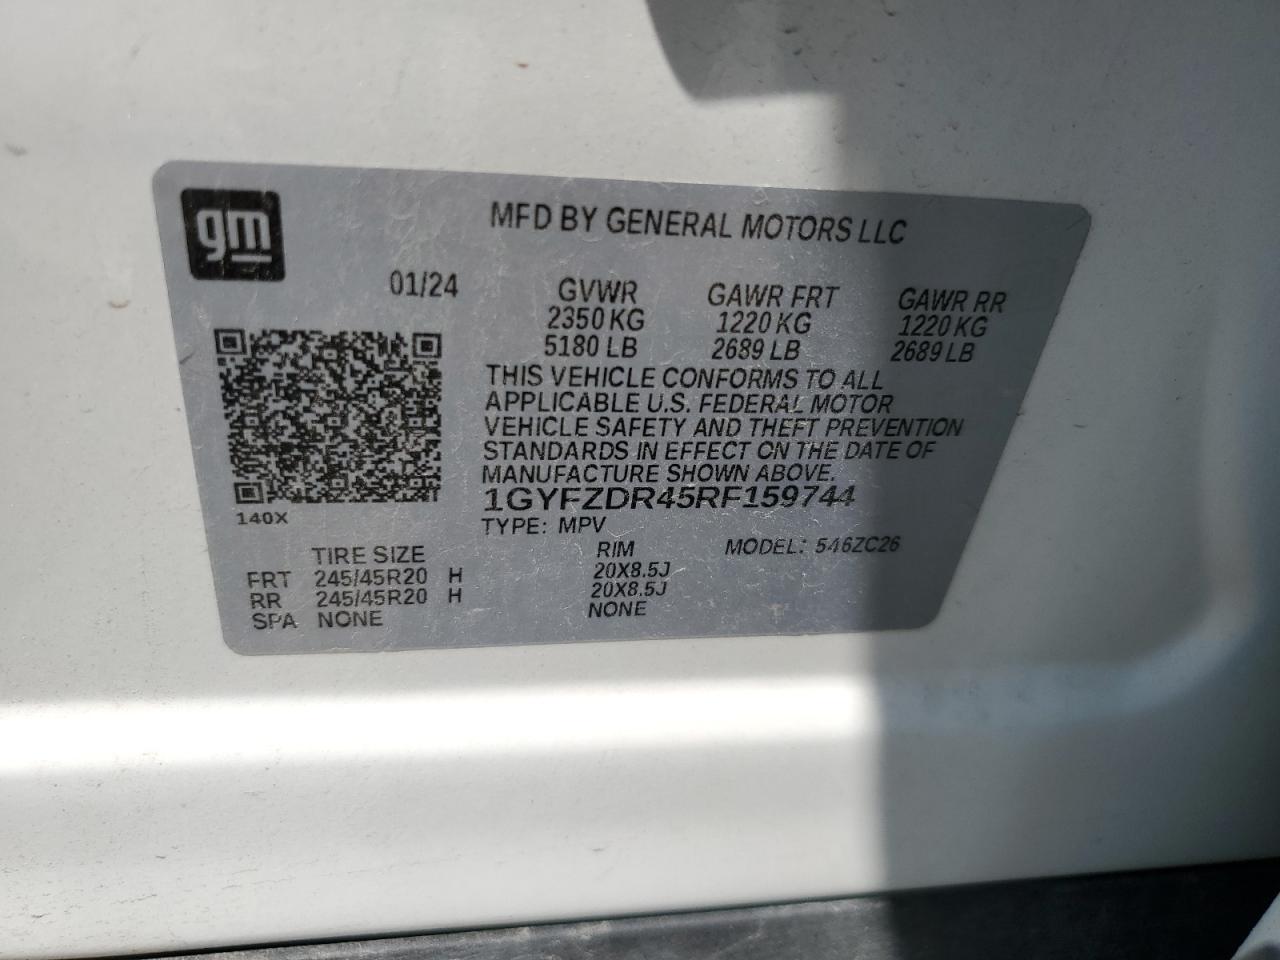 gm
MFD BY GENERAL MOTORS LLC
01/24 GVWR GAWR FRT GAWR RR
2350 KG 1220 KG 1220 KG
5180 LB 2689 LB 2689 LB
THIS VEHICLE CONFORMS TO ALL
APPLICABLE U.S. FEDERAL MOTOR
VEHICLE SAFETY AND THEFT PREVENTION
STANDARDS IN EFFECT ON THE DATE OF
MANUFACTURE SHOWN ABOVE.
1GYFZDR45RF159744
140X
TYPE: MPV MODEL: 546ZC26
TIRE SIZE RIM
FRT 245/45R20 H 20X8.5J
RR 245/45R20 H 20X8.5J
SPA NONE NONE